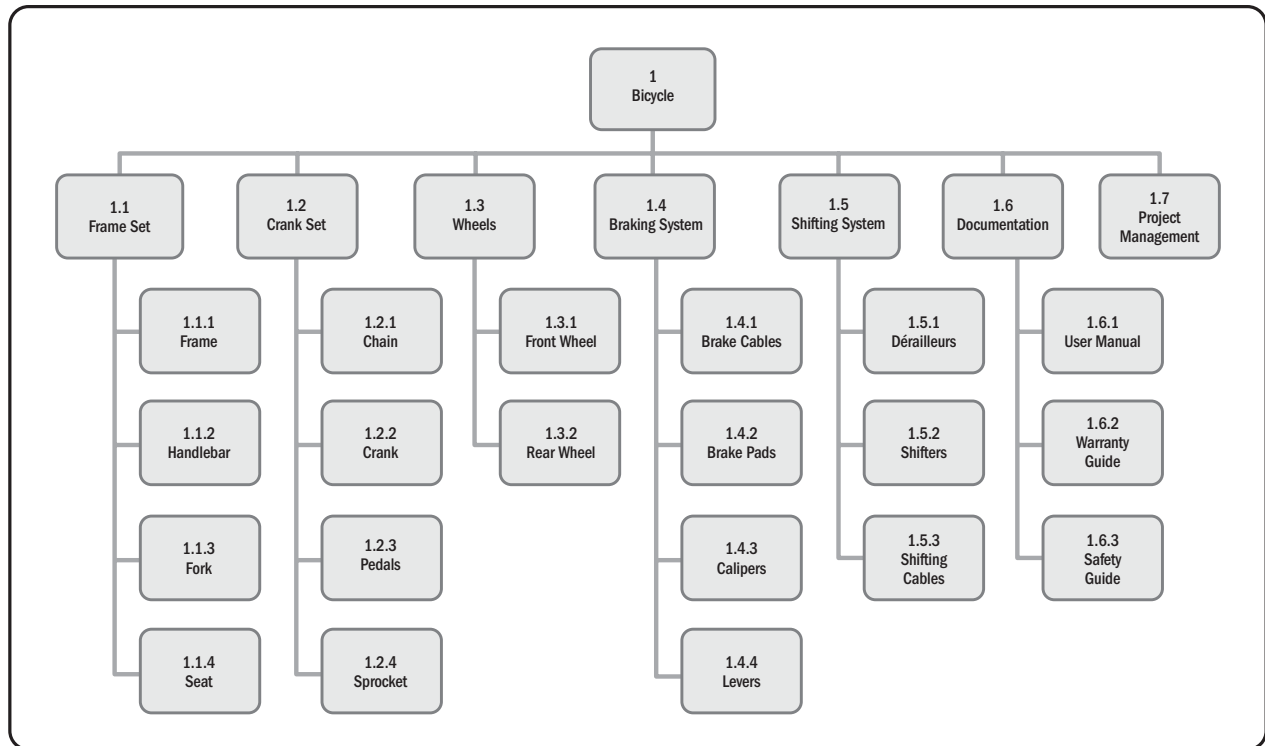 1
Bicycle
1.1
Frame Set
1.2
Crank Set
1.3
Wheels
1.4
Braking System
1.5
Shifting System
1.6
Documentation
1.7
Project
Management
1.1.1
Frame
1.1.2
Handlebar
1.1.3
Fork
1.1.4
Seat
1.2.1
Chain
1.2.2
Crank
1.2.3
Pedals
1.2.4
Sprocket
1.3.1
Front Wheel
1.3.2
Rear Wheel
1.4.1
Brake Cables
1.4.2
Brake Pads
1.4.3
Calipers
1.4.4
Levers
1.5.1
Dérailleurs
1.5.2
Shifters
1.5.3
Shifting
Cables
1.6.1
User Manual
1.6.2
Warranty
Guide
1.6.3
Safety
Guide